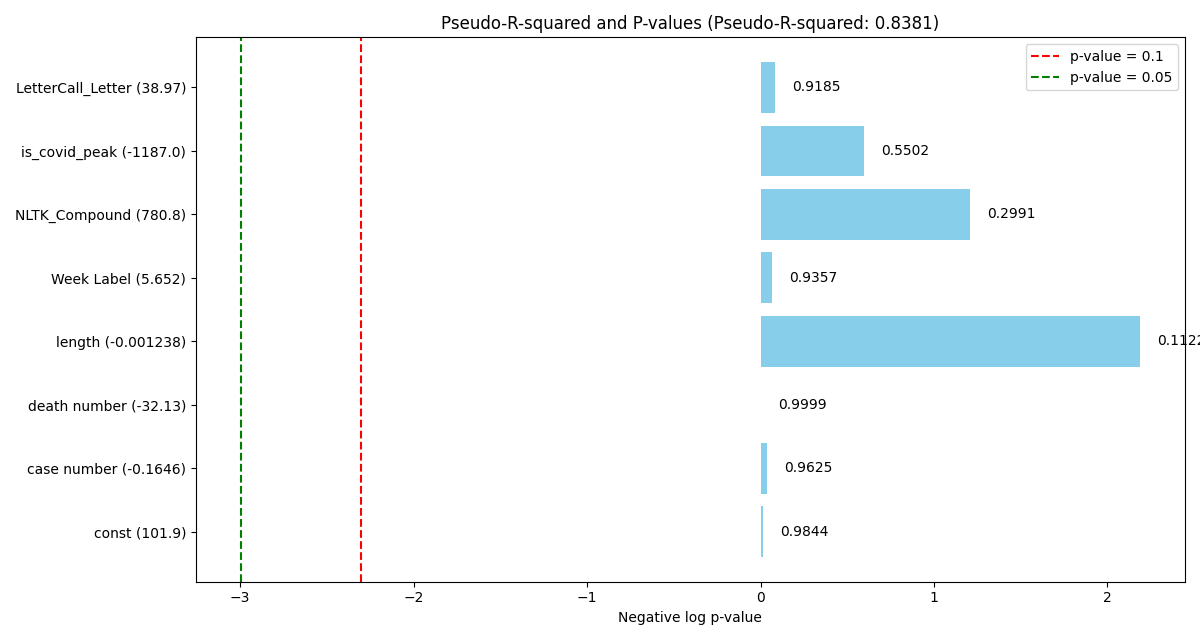 Pseudo-R-squared and P-values (Pseudo-R-squared: 0.8381)
p-value = 0.1
p-value = 0.05
LetterCall_Letter (38.97) 0.9185
is_covid_peak (-1187.0) 0.5502
NLTK_Compound (780.8) 0.2991
Week Label (5.652) 0.9357
length (-0.001238) 0.1122
death number (-32.13) 0.9999
case number (-0.1646) 0.9625
const (101.9) 0.9844
−3 −2 −1 0 1 2
Negative log p-value